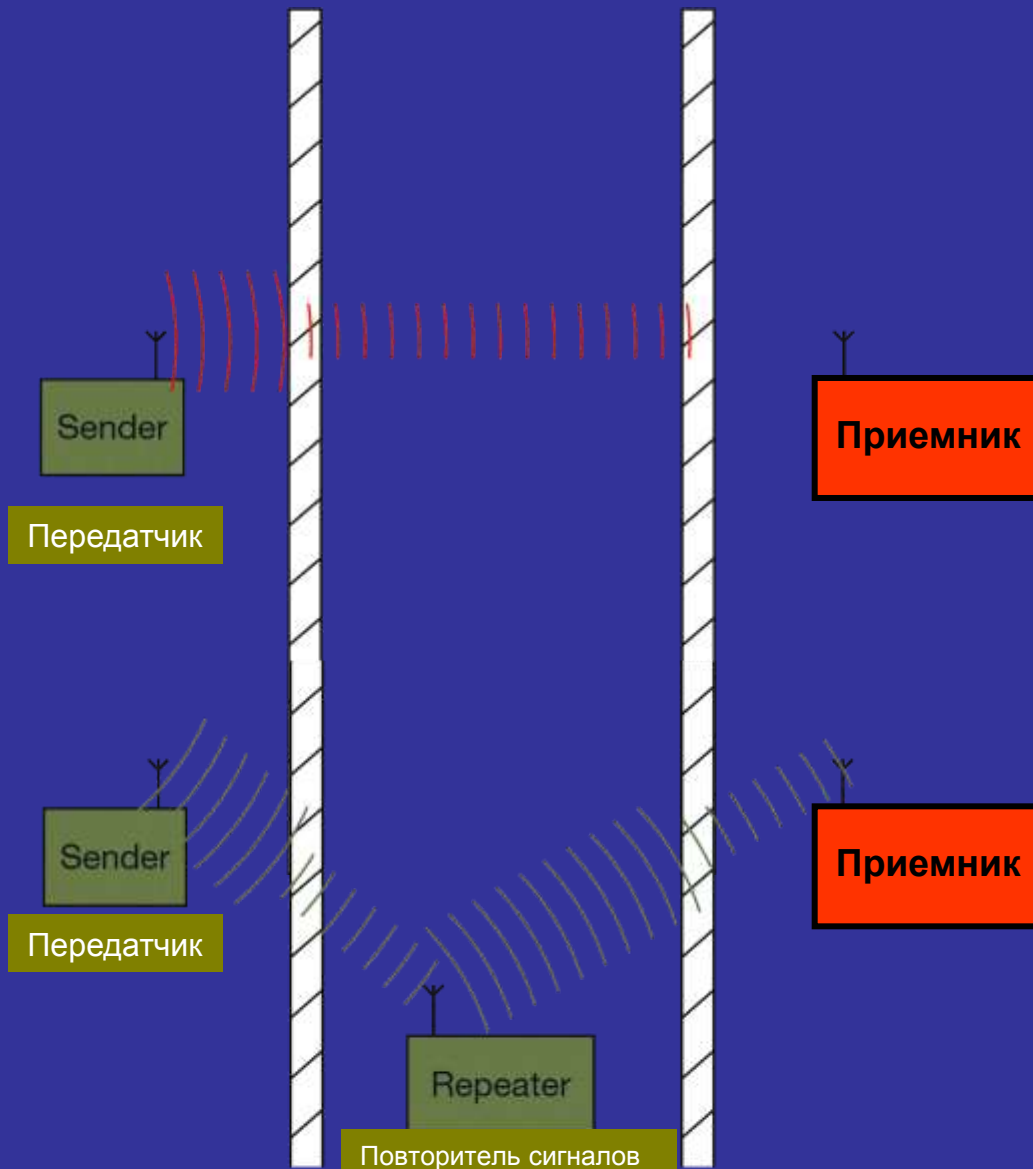 Sender
Приемник
Передатчик
Sender
Приемник
Передатчик
Repeater
Повторитель сигналов